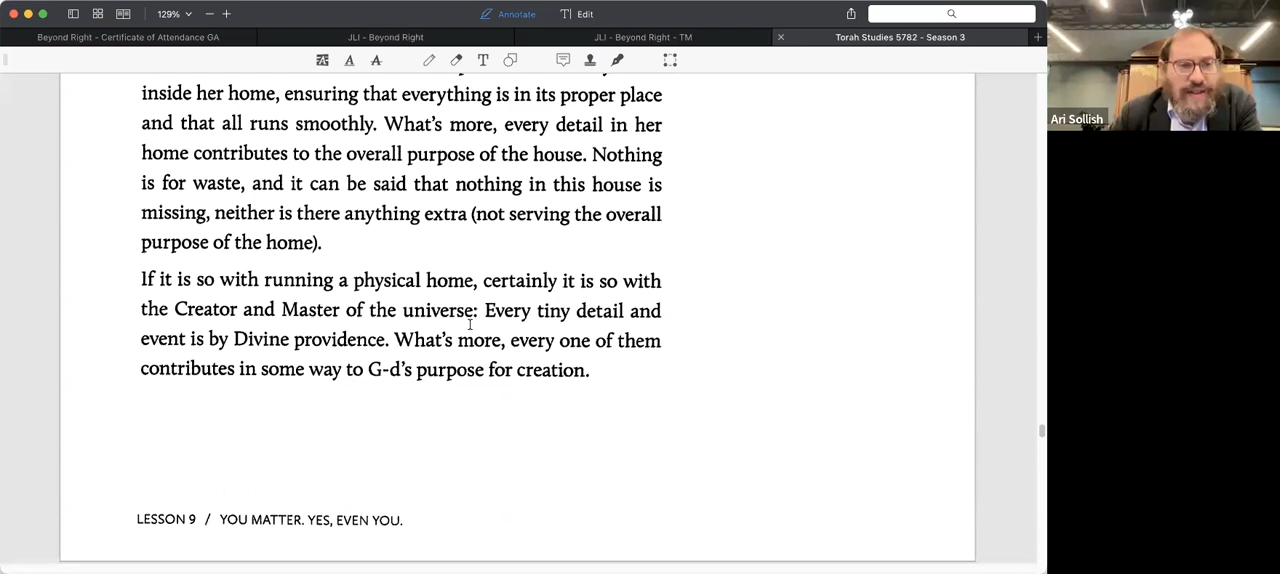 129%
Annotate
Edit
Beyond Right - Certificate of Attendance GA
JLI - Beyond Right
JLI - Beyond Right - TM
Torah Studies 5782 - Season 3
Ari Sollish
inside her home, ensuring that everything is in its proper place
and that all runs smoothly. What's more, every detail in her
home contributes to the overall purpose of the house. Nothing
is for waste, and it can be said that nothing in this house is
missing, neither is there anything extra (not serving the overall
purpose of the home).
If it is so with running a physical home, certainly it is so with
the Creator and Master of the universe: Every tiny detail and
event is by Divine providence. What's more, every one of them
contributes in some way to G-d's purpose for creation.
LESSON 9 / YOU MATTER. YES, EVEN YOU.